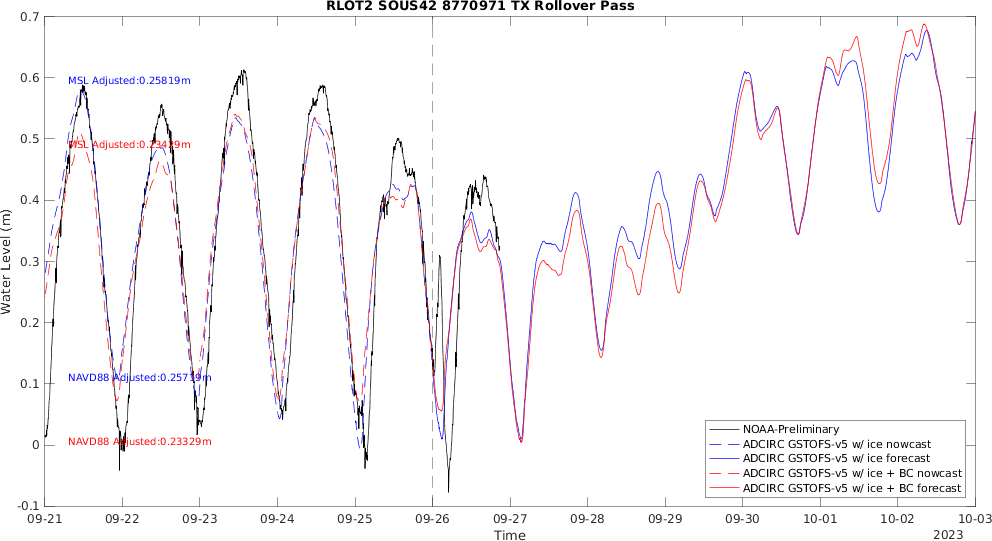 RLOT2 SOUS42 8770971 TX Rollover Pass
0.7
0.6
0.5
0.4
0.3
0.2
0.1
0
-0.1
Water Level (m)
MSL Adjusted:0.25819m
MSL Adjusted:0.23429m
NAVD88 Adjusted:0.25719m
NAVD88 Adjusted:0.23329m
NOAA-Preliminary
ADCIRC GSTOFS-v5 w/ ice nowcast
ADCIRC GSTOFS-v5 w/ ice forecast
ADCIRC GSTOFS-v5 w/ ice + BC nowcast
ADCIRC GSTOFS-v5 w/ ice + BC forecast
09-21 09-22 09-23 09-24 09-25 09-26 09-27 09-28 09-29 09-30 10-01 10-02 10-03
Time
2023